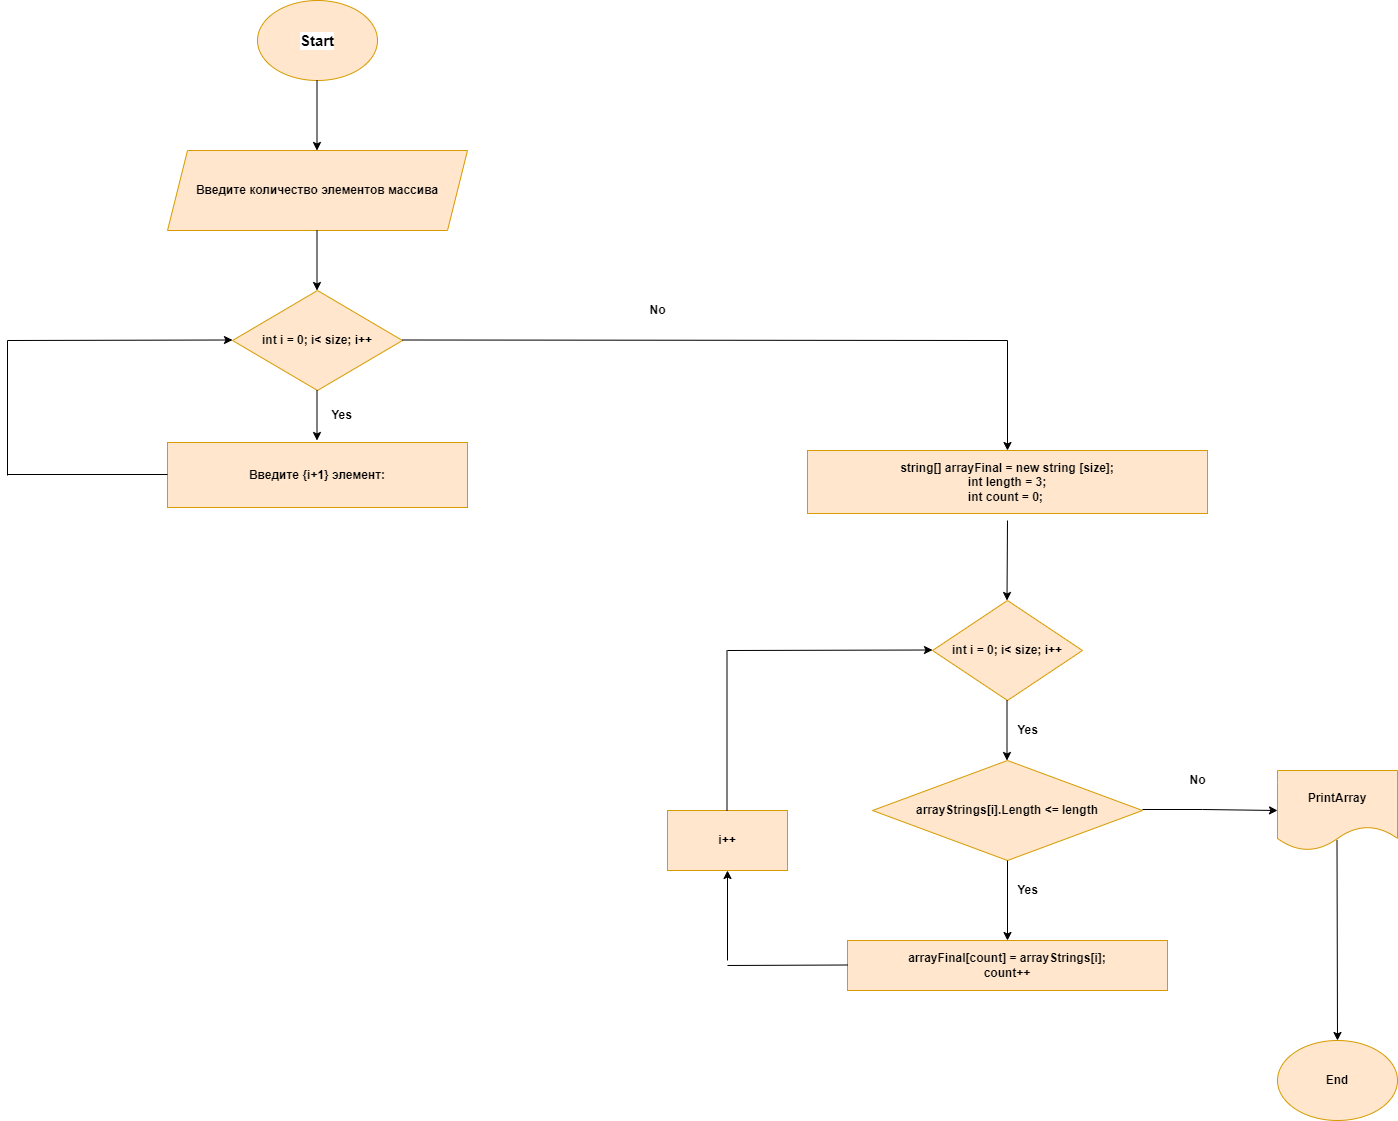 Start
Введите количество элементов массива
int i = 0; i< size; i++
No
Yes
Введите {i+1} элемент:
string[] arrayFinal = new string [size];
int length = 3;
int count = 0;
int i = 0; i< size; i++
Yes
arrayStrings[i].Length <= length
No
PrintArray
i++
Yes
arrayFinal[count] = arrayStrings[i];
count++
End